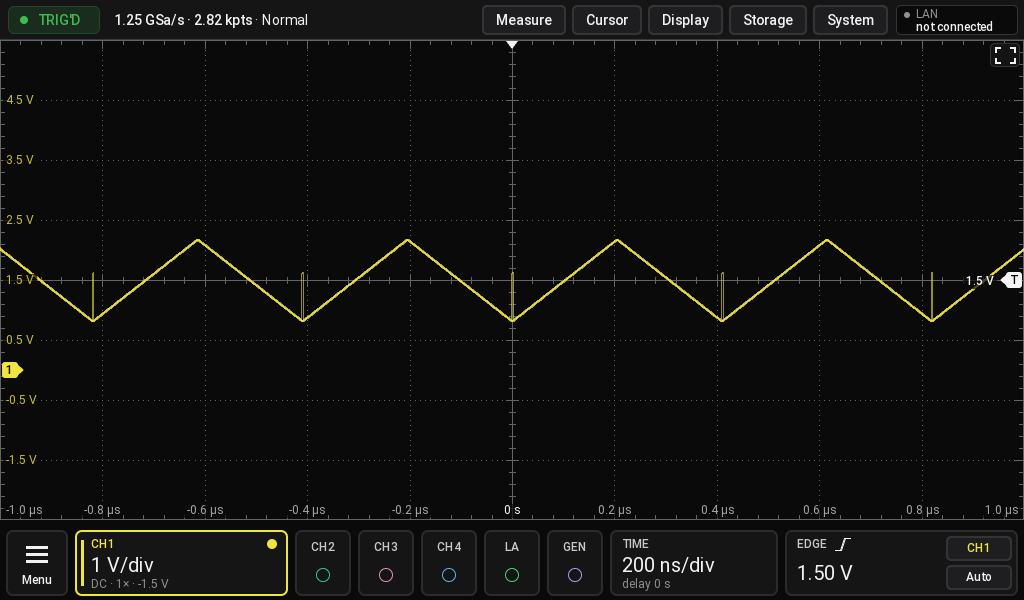 TRIG'D
1.25 GSa/s · 2.82 kpts · Normal
Measure
Cursor
Display
Storage
System
LAN
not connected
4.5 V
3.5 V
2.5 V
1.5 V
1.5 V
T
0.5 V
1
-0.5 V
-1.5 V
-1.0 µs
-0.8 µs
-0.6 µs
-0.4 µs
-0.2 µs
0 s
0.2 µs
0.4 µs
0.6 µs
0.8 µs
1.0 µs
Menu
CH1
1 V/div
DC · 1× · -1.5 V
CH2
CH3
CH4
LA
GEN
TIME
200 ns/div
delay 0 s
EDGE
1.50 V
CH1
Auto